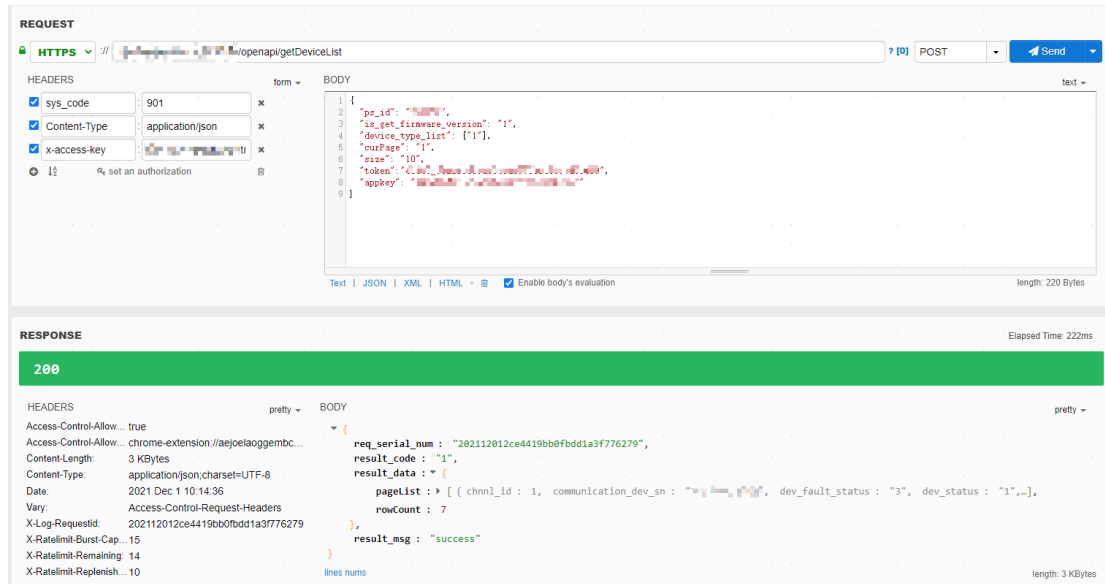 REQUEST
HTTPS :// /openapi/getDeviceList ? [0] POST Send
HEADERS form
sys_code : 901
Content-Type : application/json
x-access-key : tr
set an authorization
BODY text
1 {
2 "ps_id": " ",
3 "is_get_firmware_version": "1",
4 "device_type_list": ["1"],
5 "curPage": "1",
6 "size": "10",
7 "token":" ",
8 "appkey": " "
9 }
Text | JSON | XML | HTML - Enable body's evaluation length: 220 Bytes
RESPONSE Elapsed Time: 222ms
200
HEADERS pretty
Access-Control-Allow... true
Access-Control-Allow... chrome-extension://aejoelaoggembc...
Content-Length: 3 KBytes
Content-Type: application/json;charset=UTF-8
Date: 2021 Dec 1 10:14:36
Vary: Access-Control-Request-Headers
X-Log-Requestid: 202112012ce4419bb0fbdd1a3f776279
X-Ratelimit-Burst-Cap... 15
X-Ratelimit-Remaining: 14
X-Ratelimit-Replenish... 10
BODY pretty
{
req_serial_num : "202112012ce4419bb0fbdd1a3f776279",
result_code : "1",
result_data : {
pageList : [ { chnnl_id : 1, communication_dev_sn : " ", dev_fault_status : "3", dev_status : "1",…],
rowCount : 7
},
result_msg : "success"
}
lines nums length: 3 KBytes